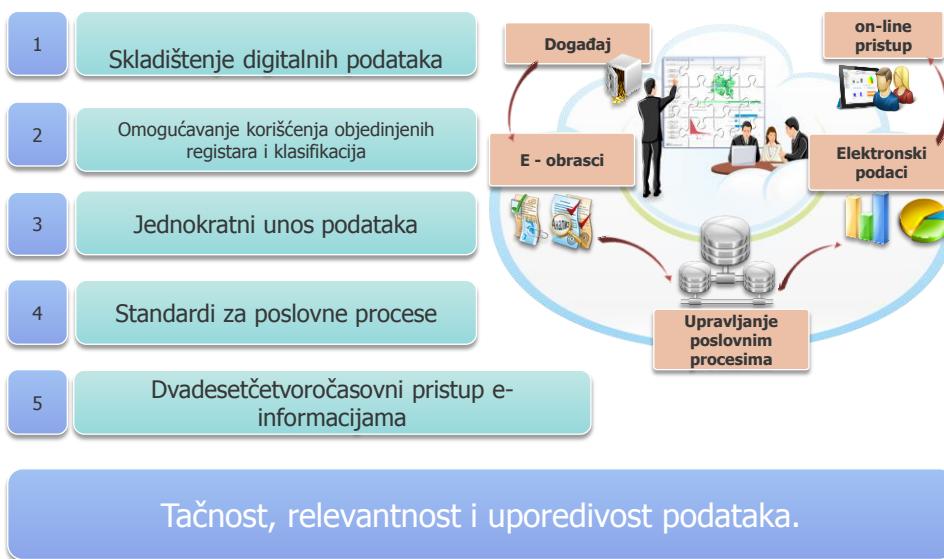 1
Skladištenje digitalnih podataka
2
Omogućavanje korišćenja objedinjenih
registara i klasifikacija
3
Jednokratni unos podataka
4
Standardi za poslovne procese
5
Dvadesetčetvoročasovni pristup e-
informacijama
Događaj
on-line
pristup
E - obrasci
Elektronski
podaci
Upravljanje
poslovnim
procesima
Tačnost, relevantnost i uporedivost podataka.